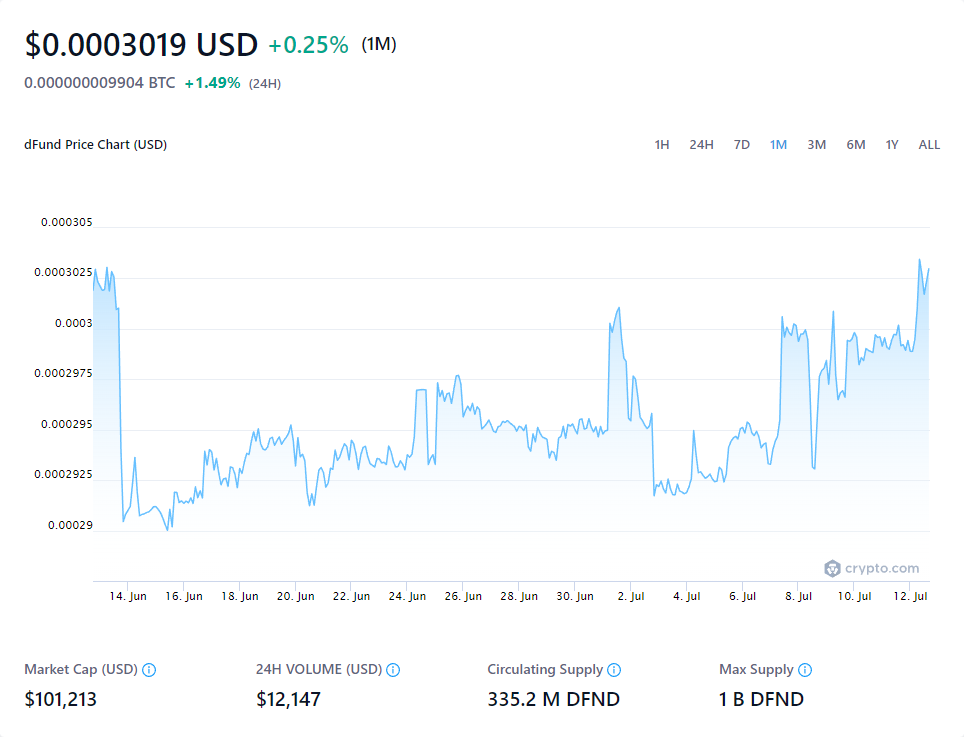 $0.0003019 USD +0.25% (1M)
0.000000009904 BTC +1.49% (24H)
dFund Price Chart (USD) 1H 24H 7D 1M 3M 6M 1Y ALL
0.000305
0.0003025
0.0003
0.0002975
0.000295
0.0002925
0.00029
crypto.com
14. Jun 16. Jun 18. Jun 20. Jun 22. Jun 24. Jun 26. Jun 28. Jun 30. Jun 2. Jul 4. Jul 6. Jul 8. Jul 10. Jul 12. Jul
Market Cap (USD) 24H VOLUME (USD) Circulating Supply Max Supply
$101,213 $12,147 335.2 M DFND 1 B DFND